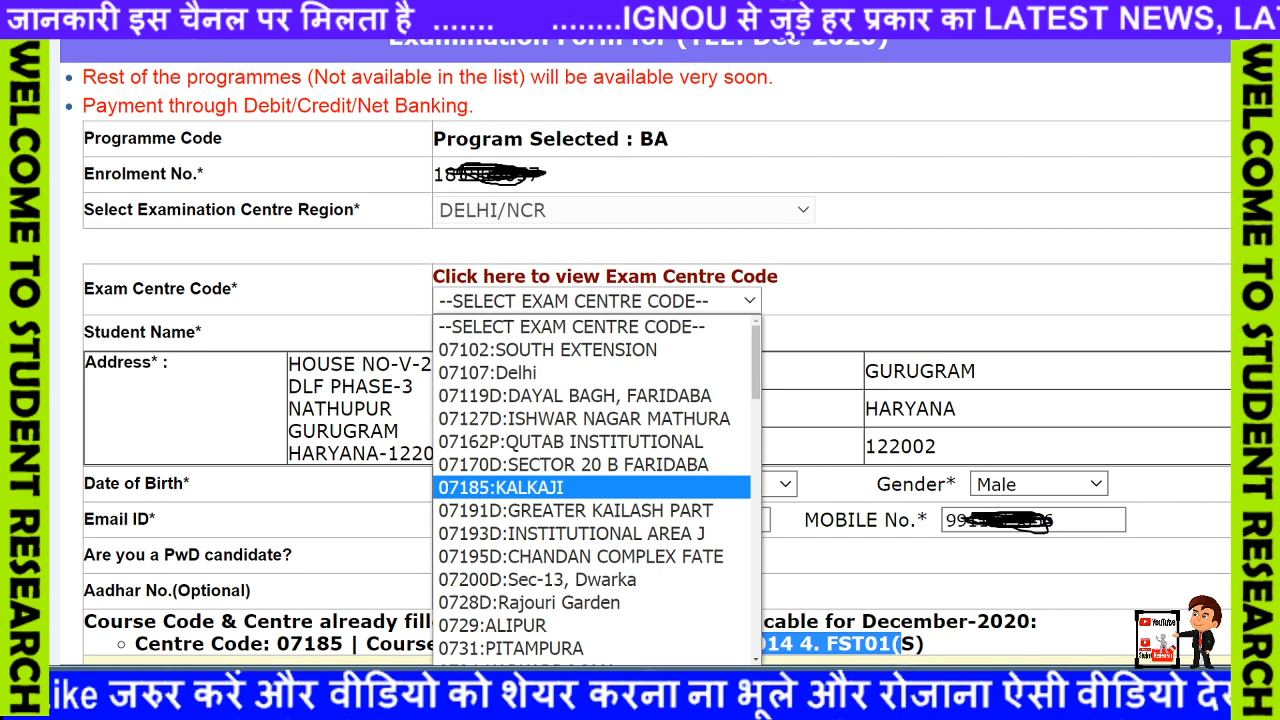 जानकारी इस चैनल पर मिलता है ....... ........IGNOU से जूड़े हर प्रकार का LATEST NEWS, LA
Examination Form for (TEE: Dec-2020)
Rest of the programmes (Not available in the list) will be available very soon.
Payment through Debit/Credit/Net Banking.
Programme Code Program Selected : BA
Enrolment No.*
Select Examination Centre Region* DELHI/NCR
Click here to view Exam Centre Code
Exam Centre Code* --SELECT EXAM CENTRE CODE--
--SELECT EXAM CENTRE CODE--
07102:SOUTH EXTENSION
07107:Delhi
07119D:DAYAL BAGH, FARIDABA
07127D:ISHWAR NAGAR MATHURA
07162P:QUTAB INSTITUTIONAL
07170D:SECTOR 20 B FARIDABA
07185:KALKAJI
07191D:GREATER KAILASH PART
07193D:INSTITUTIONAL AREA J
07195D:CHANDAN COMPLEX FATE
07200D:Sec-13, Dwarka
0728D:Rajouri Garden
0729:ALIPUR
0731:PITAMPURA
Student Name*
Address* :
HOUSE NO-V-2
DLF PHASE-3
NATHUPUR
GURUGRAM
HARYANA-1220
GURUGRAM
HARYANA
122002
Date of Birth* Gender* Male
Email ID* MOBILE No.*
Are you a PwD candidate?
Aadhar No.(Optional)
Course Code & Centre already fill cable for December-2020:
Centre Code: 07185 | Course 014 4. FST01(S)
WELCOME TO STUDENT RESEARCH
WELCOME TO STUDENT RESEARCH
YouTube
ike जरुर करें और वीडियो को शेयर करना ना भूले और रोजाना ऐसी वीडियो देख